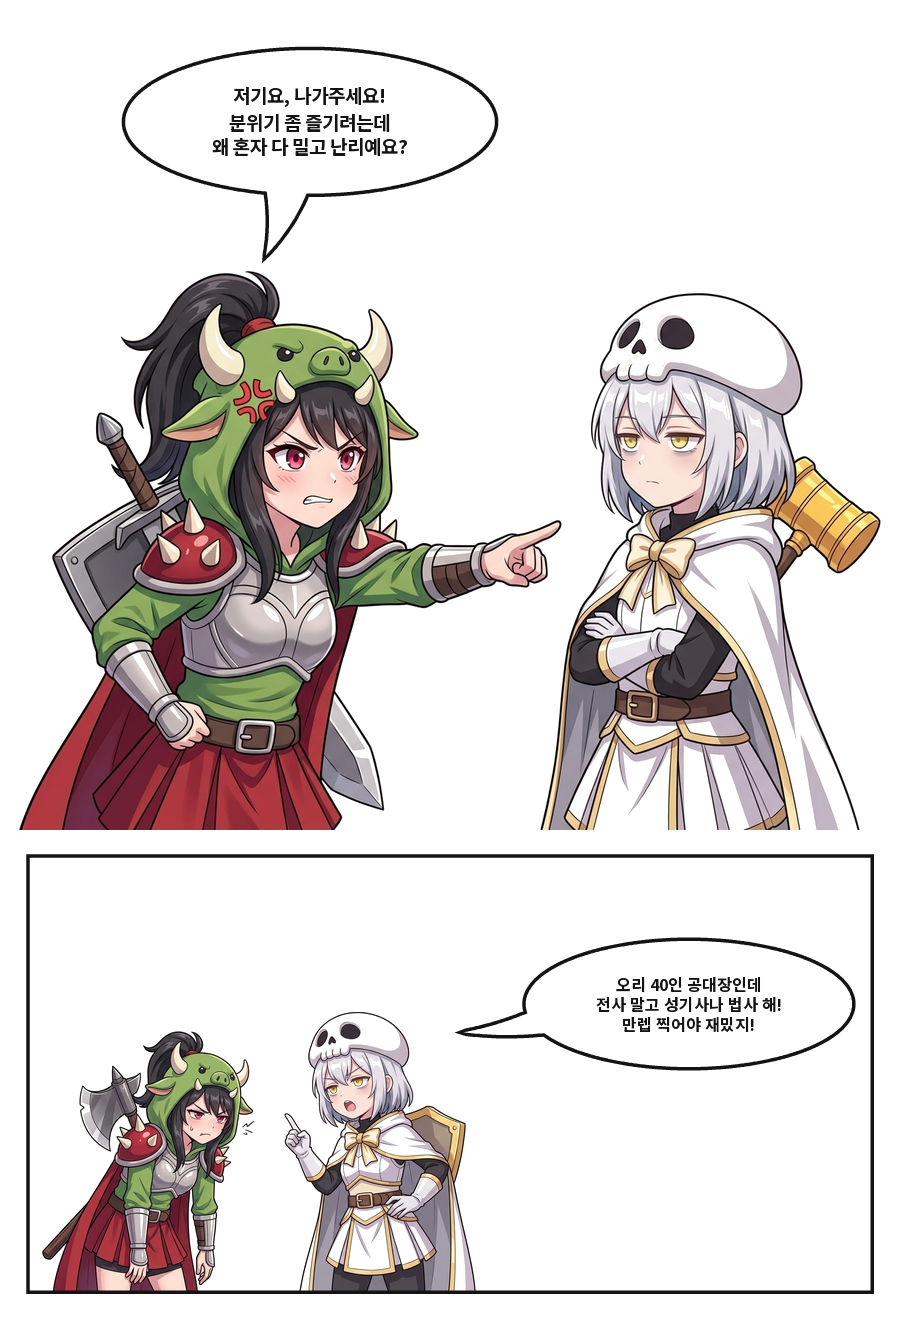 저기요, 나가주세요!
분위기 좀 즐기려는데
왜 혼자 다 밀고 난리예요?
오리 40인 공대장인데
전사 말고 성기사나 법사 해!
만렙 찍어야 재밌지!